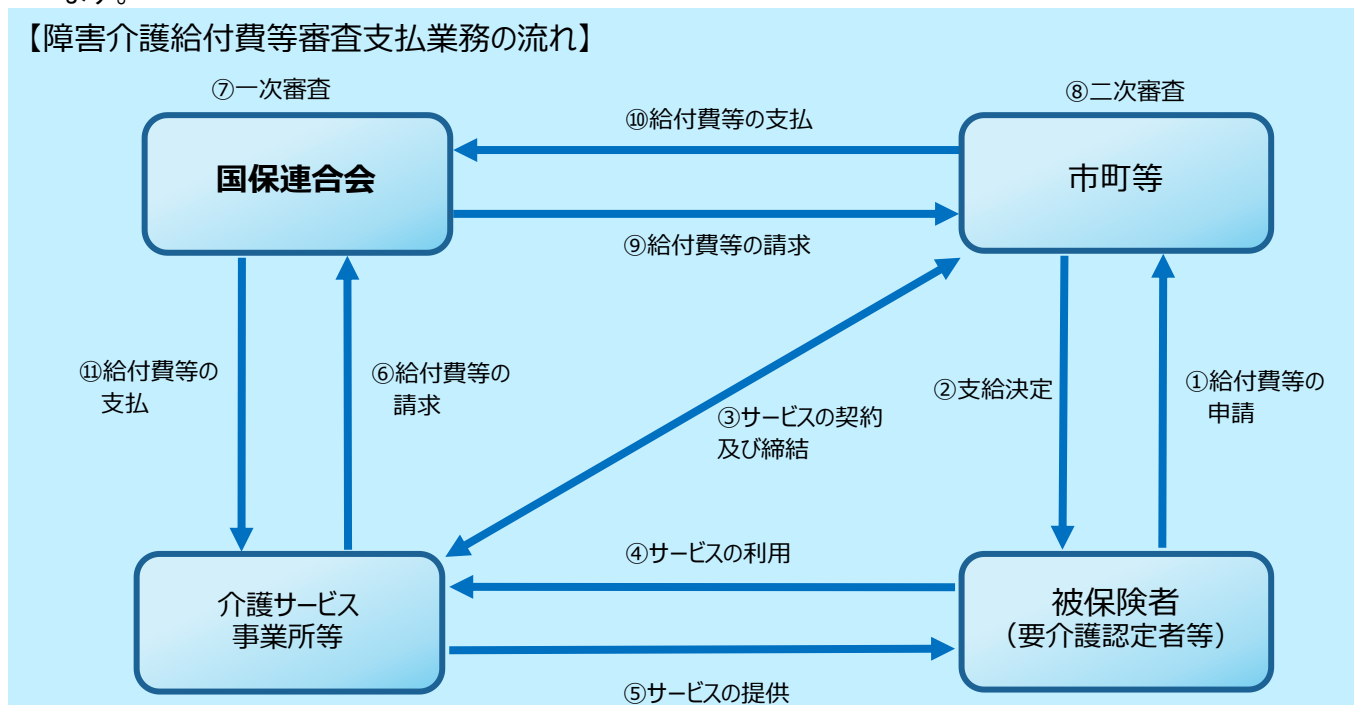 ます。
【障害介護給付費等審査支払業務の流れ】
⑦一次審査
⑧二次審査
⑩給付費等の支払
国保連合会
市町等
⑨給付費等の請求
⑪給付費等の
支払
⑥給付費等の
請求
③サービスの契約
及び締結
②支給決定
①給付費等の
申請
④サービスの利用
介護サービス
事業所等
被保険者
（要介護認定者等）
⑤サービスの提供